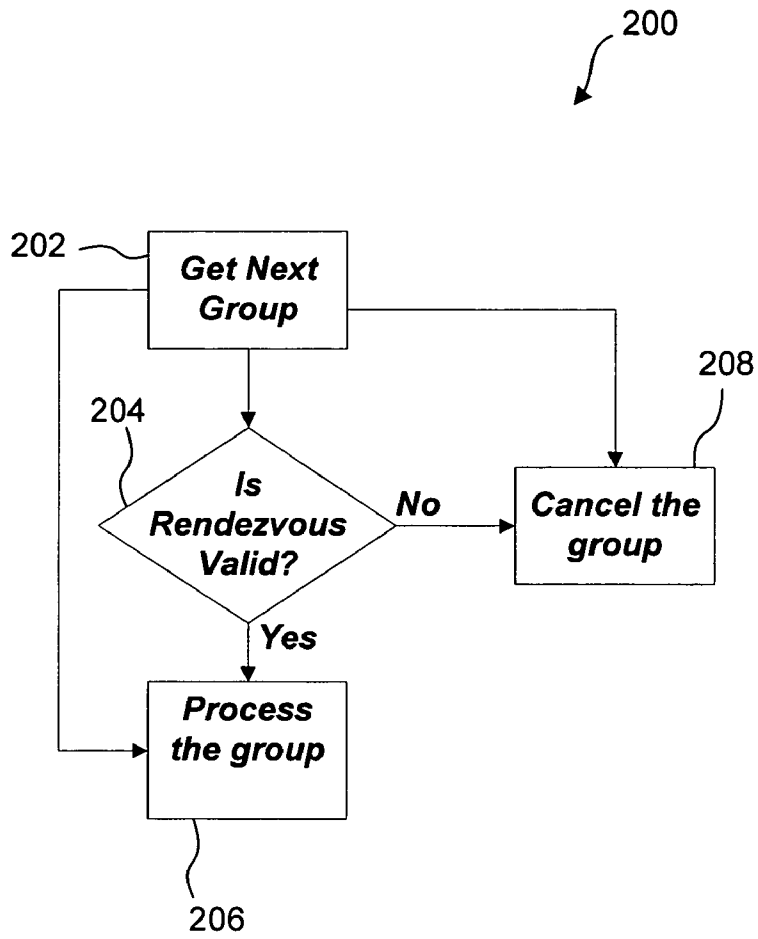 200
202
Get Next
Group
204
208
Is
Rendezvous
Valid?
No
Cancel the
group
Yes
Process
the group
206